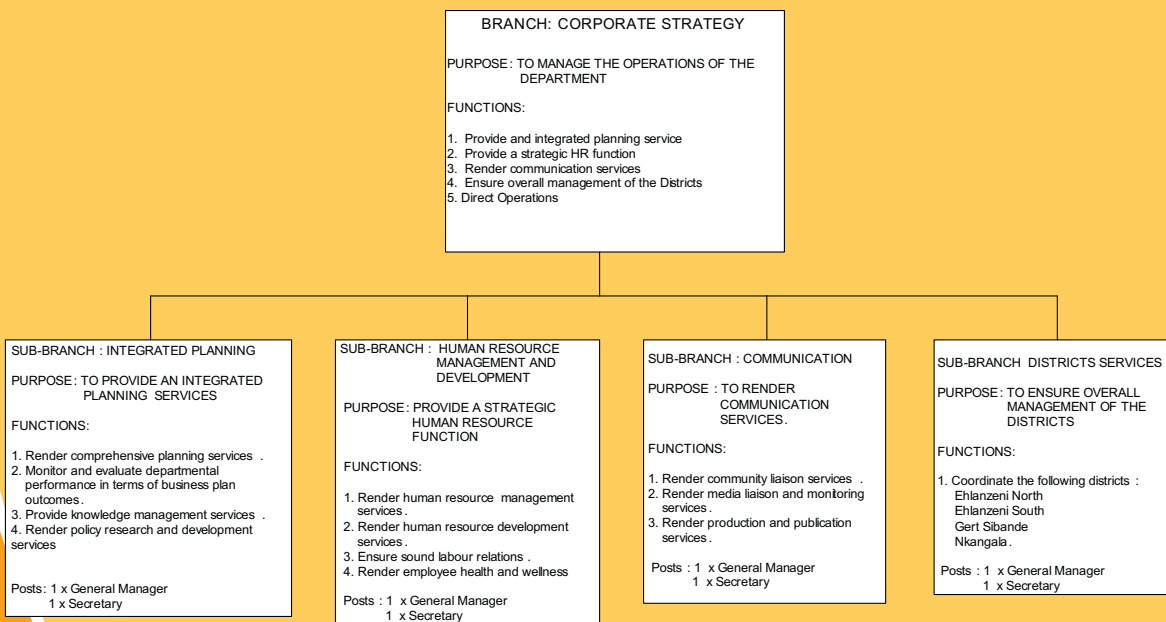 BRANCH: CORPORATE STRATEGY
PURPOSE: TO MANAGE THE OPERATIONS OF THE
DEPARTMENT
FUNCTIONS:
1. Provide and integrated planning service
2. Provide a strategic HR function
3. Render communication services
4. Ensure overall management of the Districts
5. Direct Operations
SUB-BRANCH : INTEGRATED PLANNING
PURPOSE: TO PROVIDE AN INTEGRATED
PLANNING SERVICES
FUNCTIONS:
1. Render comprehensive planning services .
2. Monitor and evaluate departmental
performance in terms of business plan
outcomes.
3. Provide knowledge management services .
4. Render policy research and development
services
Posts: 1 x General Manager
1 x Secretary
SUB-BRANCH : HUMAN RESOURCE
MANAGEMENT AND
DEVELOPMENT
PURPOSE: PROVIDE A STRATEGIC
HUMAN RESOURCE
FUNCTION
FUNCTIONS:
1. Render human resource management
services.
2. Render human resource development
services.
3. Ensure sound labour relations .
4. Render employee health and wellness
Posts : 1 x General Manager
1 x Secretary
SUB-BRANCH : COMMUNICATION
PURPOSE : TO RENDER
COMMUNICATION
SERVICES.
FUNCTIONS:
1. Render community liaison services .
2. Render media liaison and monitoring
services.
3. Render production and publication
services.
Posts : 1 x General Manager
1 x Secretary
SUB-BRANCH DISTRICTS SERVICES
PURPOSE: TO ENSURE OVERALL
MANAGEMENT OF THE
DISTRICTS
FUNCTIONS:
1. Coordinate the following districts :
Ehlanzeni North
Ehlanzeni South
Gert Sibande
Nkangala.
Posts : 1 x General Manager
1 x Secretary